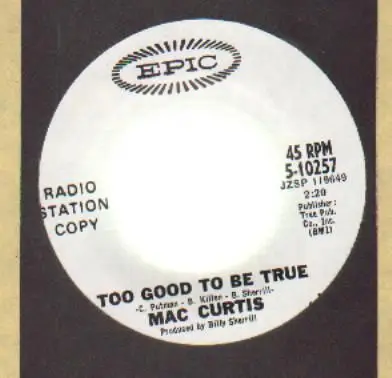 EPIC
RADIO
STATION
COPY
45 RPM
5-10257
JZSP 119649
2:20
Publisher:
Tree Pub.
Co., Inc.
(BMI)
TOO GOOD TO BE TRUE
-C. Putman - B. Killen - B. Sherrill-
MAC CURTIS
Produced by Billy Sherrill